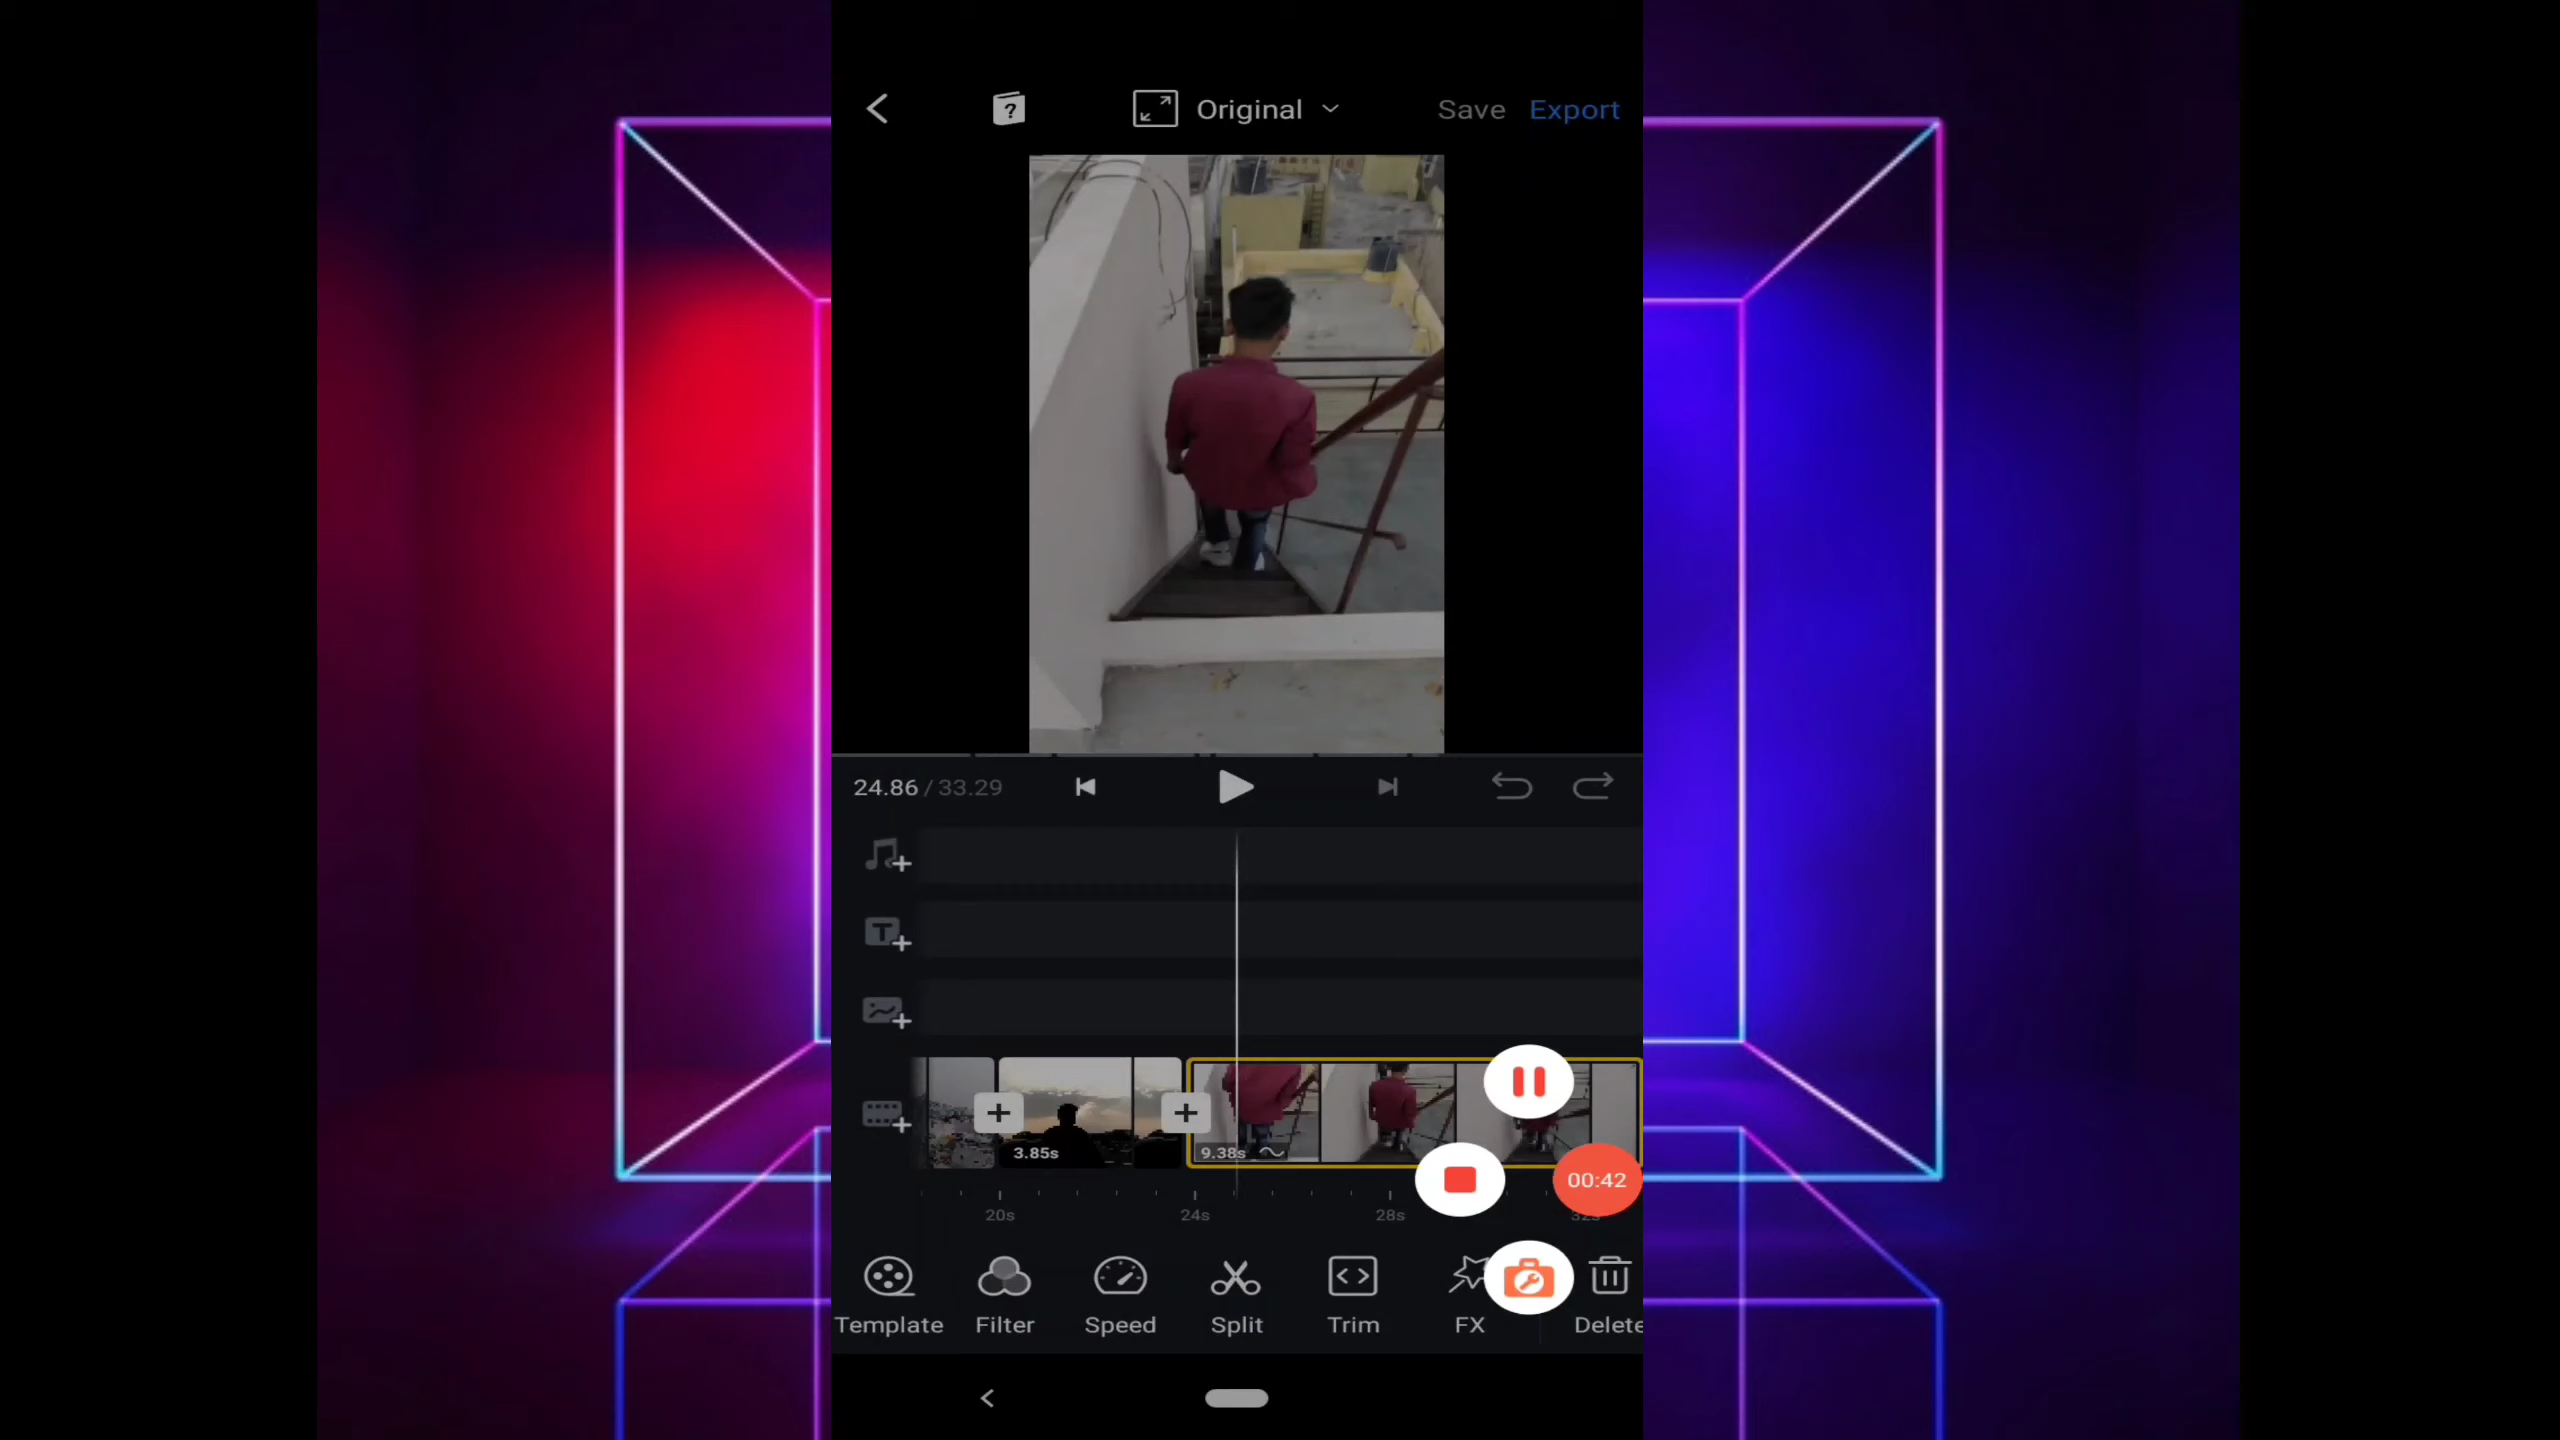 Original
Save
Export
24.86 / 33.29
3.85s
9.38s
00:42
20s
24s
28s
32s
Template
Filter
Speed
Split
Trim
FX
Delete